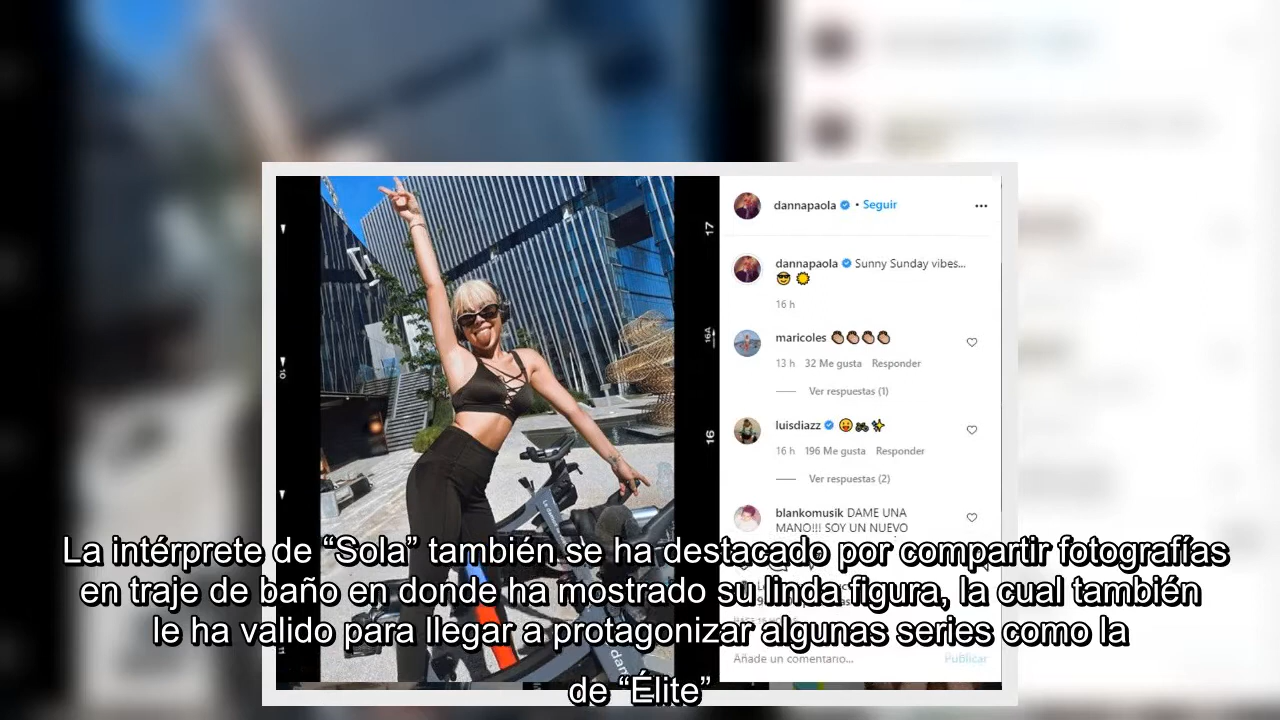 dannapaola • Seguir
dannapaola Sunny Sunday vibes...
16 h
maricoles
13 h 32 Me gusta Responder
Ver respuestas (1)
luisdiazz
16 h 196 Me gusta Responder
Ver respuestas (2)
blankomusik DAME UNA
MANO!!! SOY UN NUEVO
Añade un comentario... Publicar
17
16A
16
La intérprete de “Sola” también se ha destacado por compartir fotografías
en traje de baño en donde ha mostrado su linda figura, la cual también
le ha valido para llegar a protagonizar algunas series como la
de “Élite”